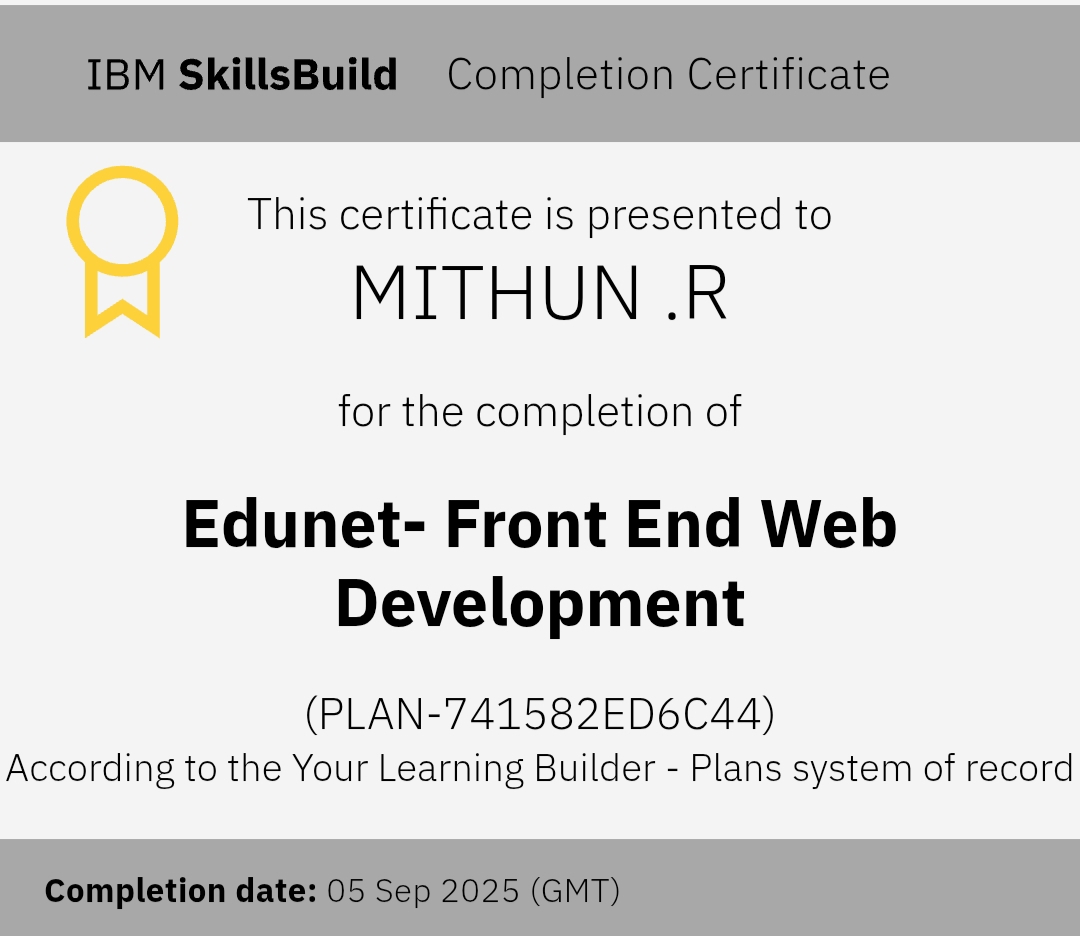 IBM SkillsBuild Completion Certificate
This certificate is presented to
MITHUN .R
for the completion of
Edunet- Front End Web
Development
(PLAN-741582ED6C44)
According to the Your Learning Builder - Plans system of record
Completion date: 05 Sep 2025 (GMT)